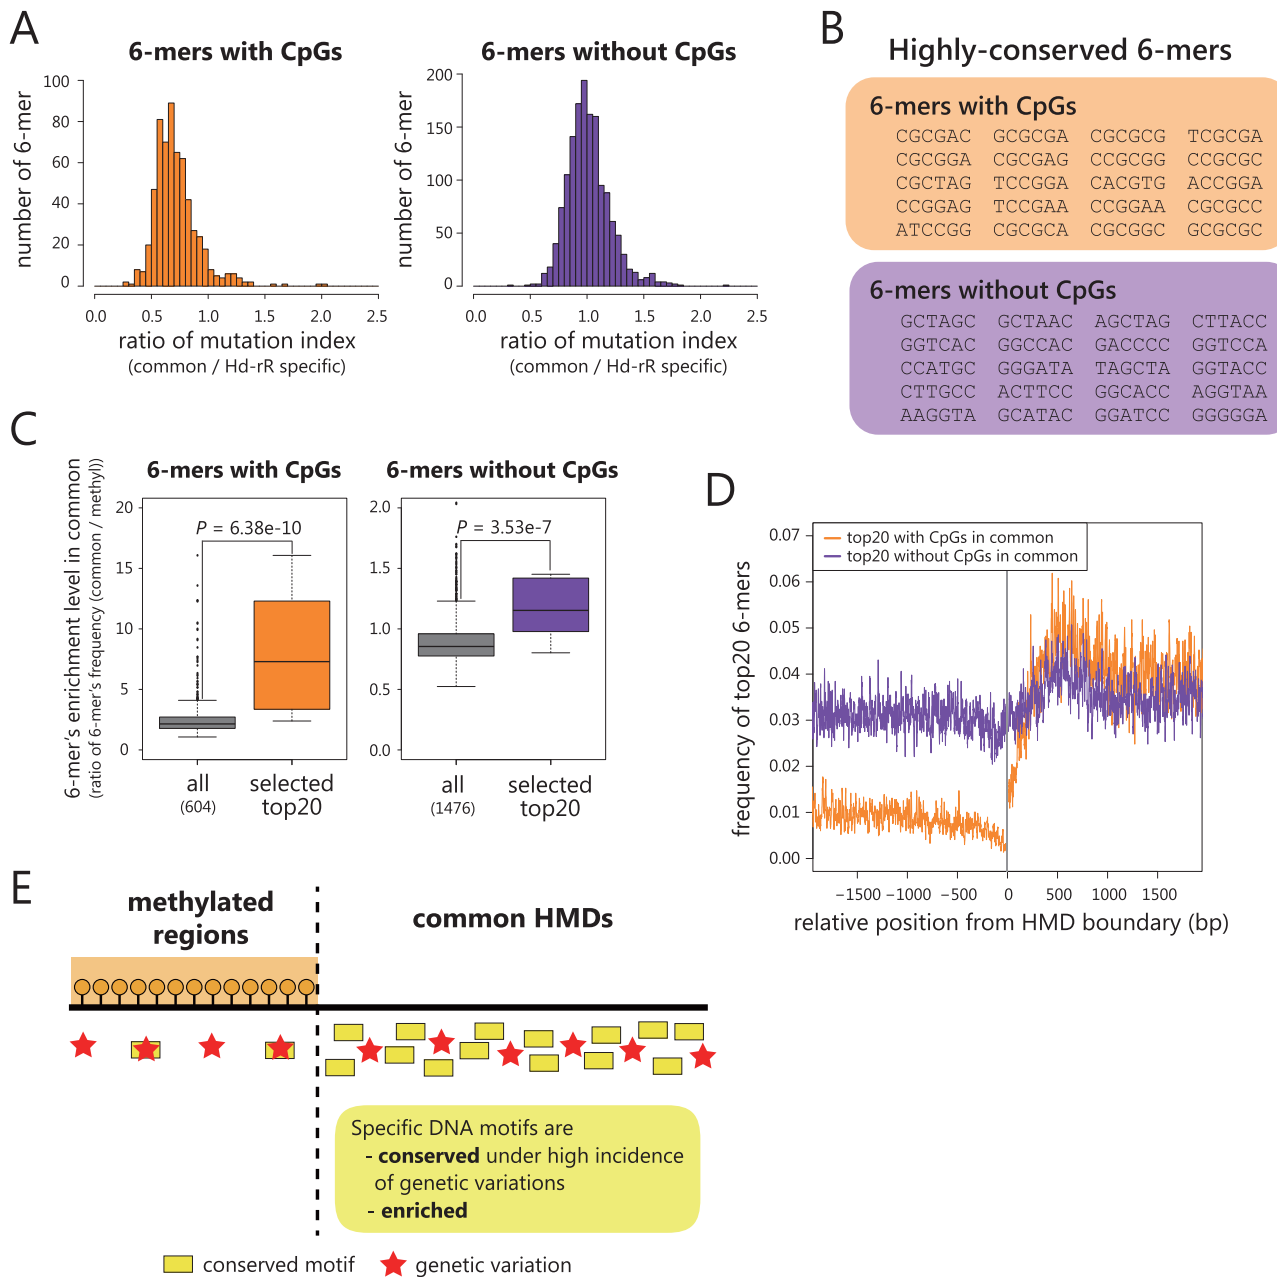 A
6-mers with CpGs
number of 6-mer
100
80
60
40
20
0
0.0 0.5 1.0 1.5 2.0 2.5
ratio of mutation index
(common / Hd-rR specific)
6-mers without CpGs
number of 6-mer
200
150
100
50
0
0.0 0.5 1.0 1.5 2.0 2.5
ratio of mutation index
(common / Hd-rR specific)
B
Highly-conserved 6-mers
6-mers with CpGs
CGCGAC GCGCGA CGCGCG TCGCGA
CGCGGA CGCGAG CCGCGG CCGCGC
CGCTAG TCCGGA CACGTG ACCGGA
CCGGAG TCCGAA CCGGAA CGCGCC
ATCCGG CGCGCA CGCGGC GCGCGC
6-mers without CpGs
GCTAGC GCTAAC AGCTAG CTTACC
GGTCAC GGCCAC GACCCC GGTCCA
CCATGC GGGATA TAGCTA GGTACC
CTTGCC ACTTCC GGCACC AGGTAA
AAGGTA GCATAC GGATCC GGGGGA
C
6-mer's enrichment level in common
(ratio of 6-mer's frequency (common / methyl))
6-mers with CpGs
20
15
10
5
0
P = 6.38e-10
all
(604)
selected
top20
6-mers without CpGs
2.0
1.5
1.0
0.5
0.0
P = 3.53e-7
all
(1476)
selected
top20
D
frequency of top20 6-mers
0.07
0.06
0.05
0.04
0.03
0.02
0.01
0.00
top20 with CpGs in common
top20 without CpGs in common
−1500 −1000 −500 0 500 1000 1500
relative position from HMD boundary (bp)
E
methylated
regions
common HMDs
Specific DNA motifs are
- conserved under high incidence
of genetic variations
- enriched
conserved motif
genetic variation